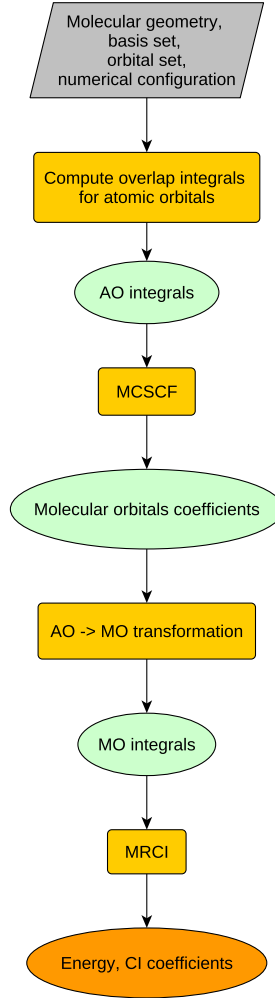 Molecular geometry,
basis set,
orbital set,
numerical configuration
Compute overlap integrals
for atomic orbitals
AO integrals
MCSCF
Molecular orbitals coefficients
AO -> MO transformation
MO integrals
MRCI
Energy, CI coefficients